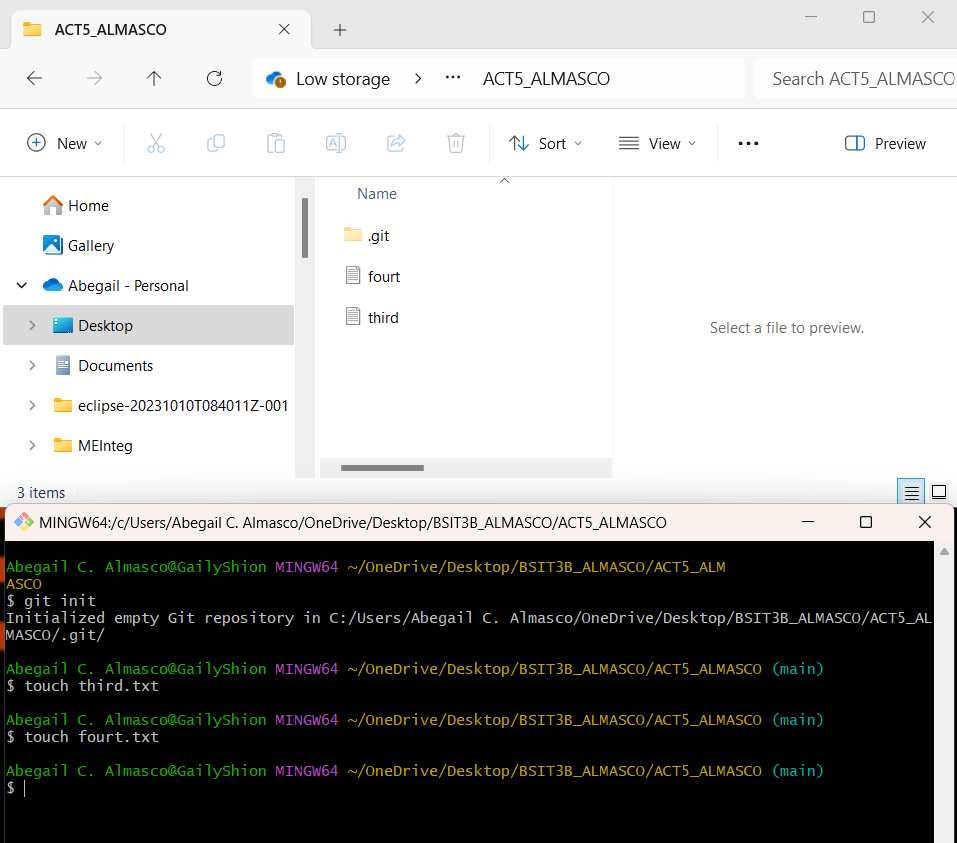 ACT5_ALMASCO
Low storage
ACT5_ALMASCO
Search ACT5_ALMASCO
New
Sort
View
Preview
Home
Gallery
Abegail - Personal
Desktop
Documents
eclipse-20231010T084011Z-001
MEInteg
3 items
Name
.git
fourt
third
Select a file to preview.
MINGW64:/c/Users/Abegail C. Almasco/OneDrive/Desktop/BSIT3B_ALMASCO/ACT5_ALMASCO
Abegail C. Almasco@GailyShion MINGW64 ~/OneDrive/Desktop/BSIT3B_ALMASCO/ACT5_ALM
ASCO
$ git init
Initialized empty Git repository in C:/Users/Abegail C. Almasco/OneDrive/Desktop/BSIT3B_ALMASCO/ACT5_AL
MASCO/.git/
Abegail C. Almasco@GailyShion MINGW64 ~/OneDrive/Desktop/BSIT3B_ALMASCO/ACT5_ALMASCO (main)
$ touch third.txt
Abegail C. Almasco@GailyShion MINGW64 ~/OneDrive/Desktop/BSIT3B_ALMASCO/ACT5_ALMASCO (main)
$ touch fourt.txt
Abegail C. Almasco@GailyShion MINGW64 ~/OneDrive/Desktop/BSIT3B_ALMASCO/ACT5_ALMASCO (main)
$